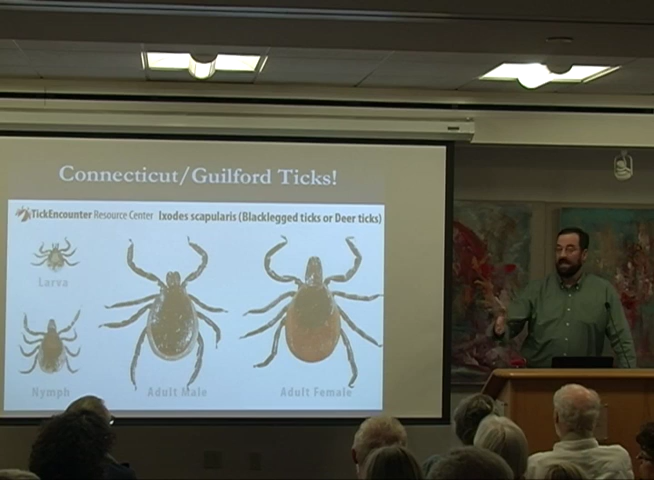 Connecticut/Guilford Ticks!
TickEncounter Resource Center Ixodes scapularis (Blacklegged ticks or Deer ticks)
Larva
Nymph
Adult Male
Adult Female